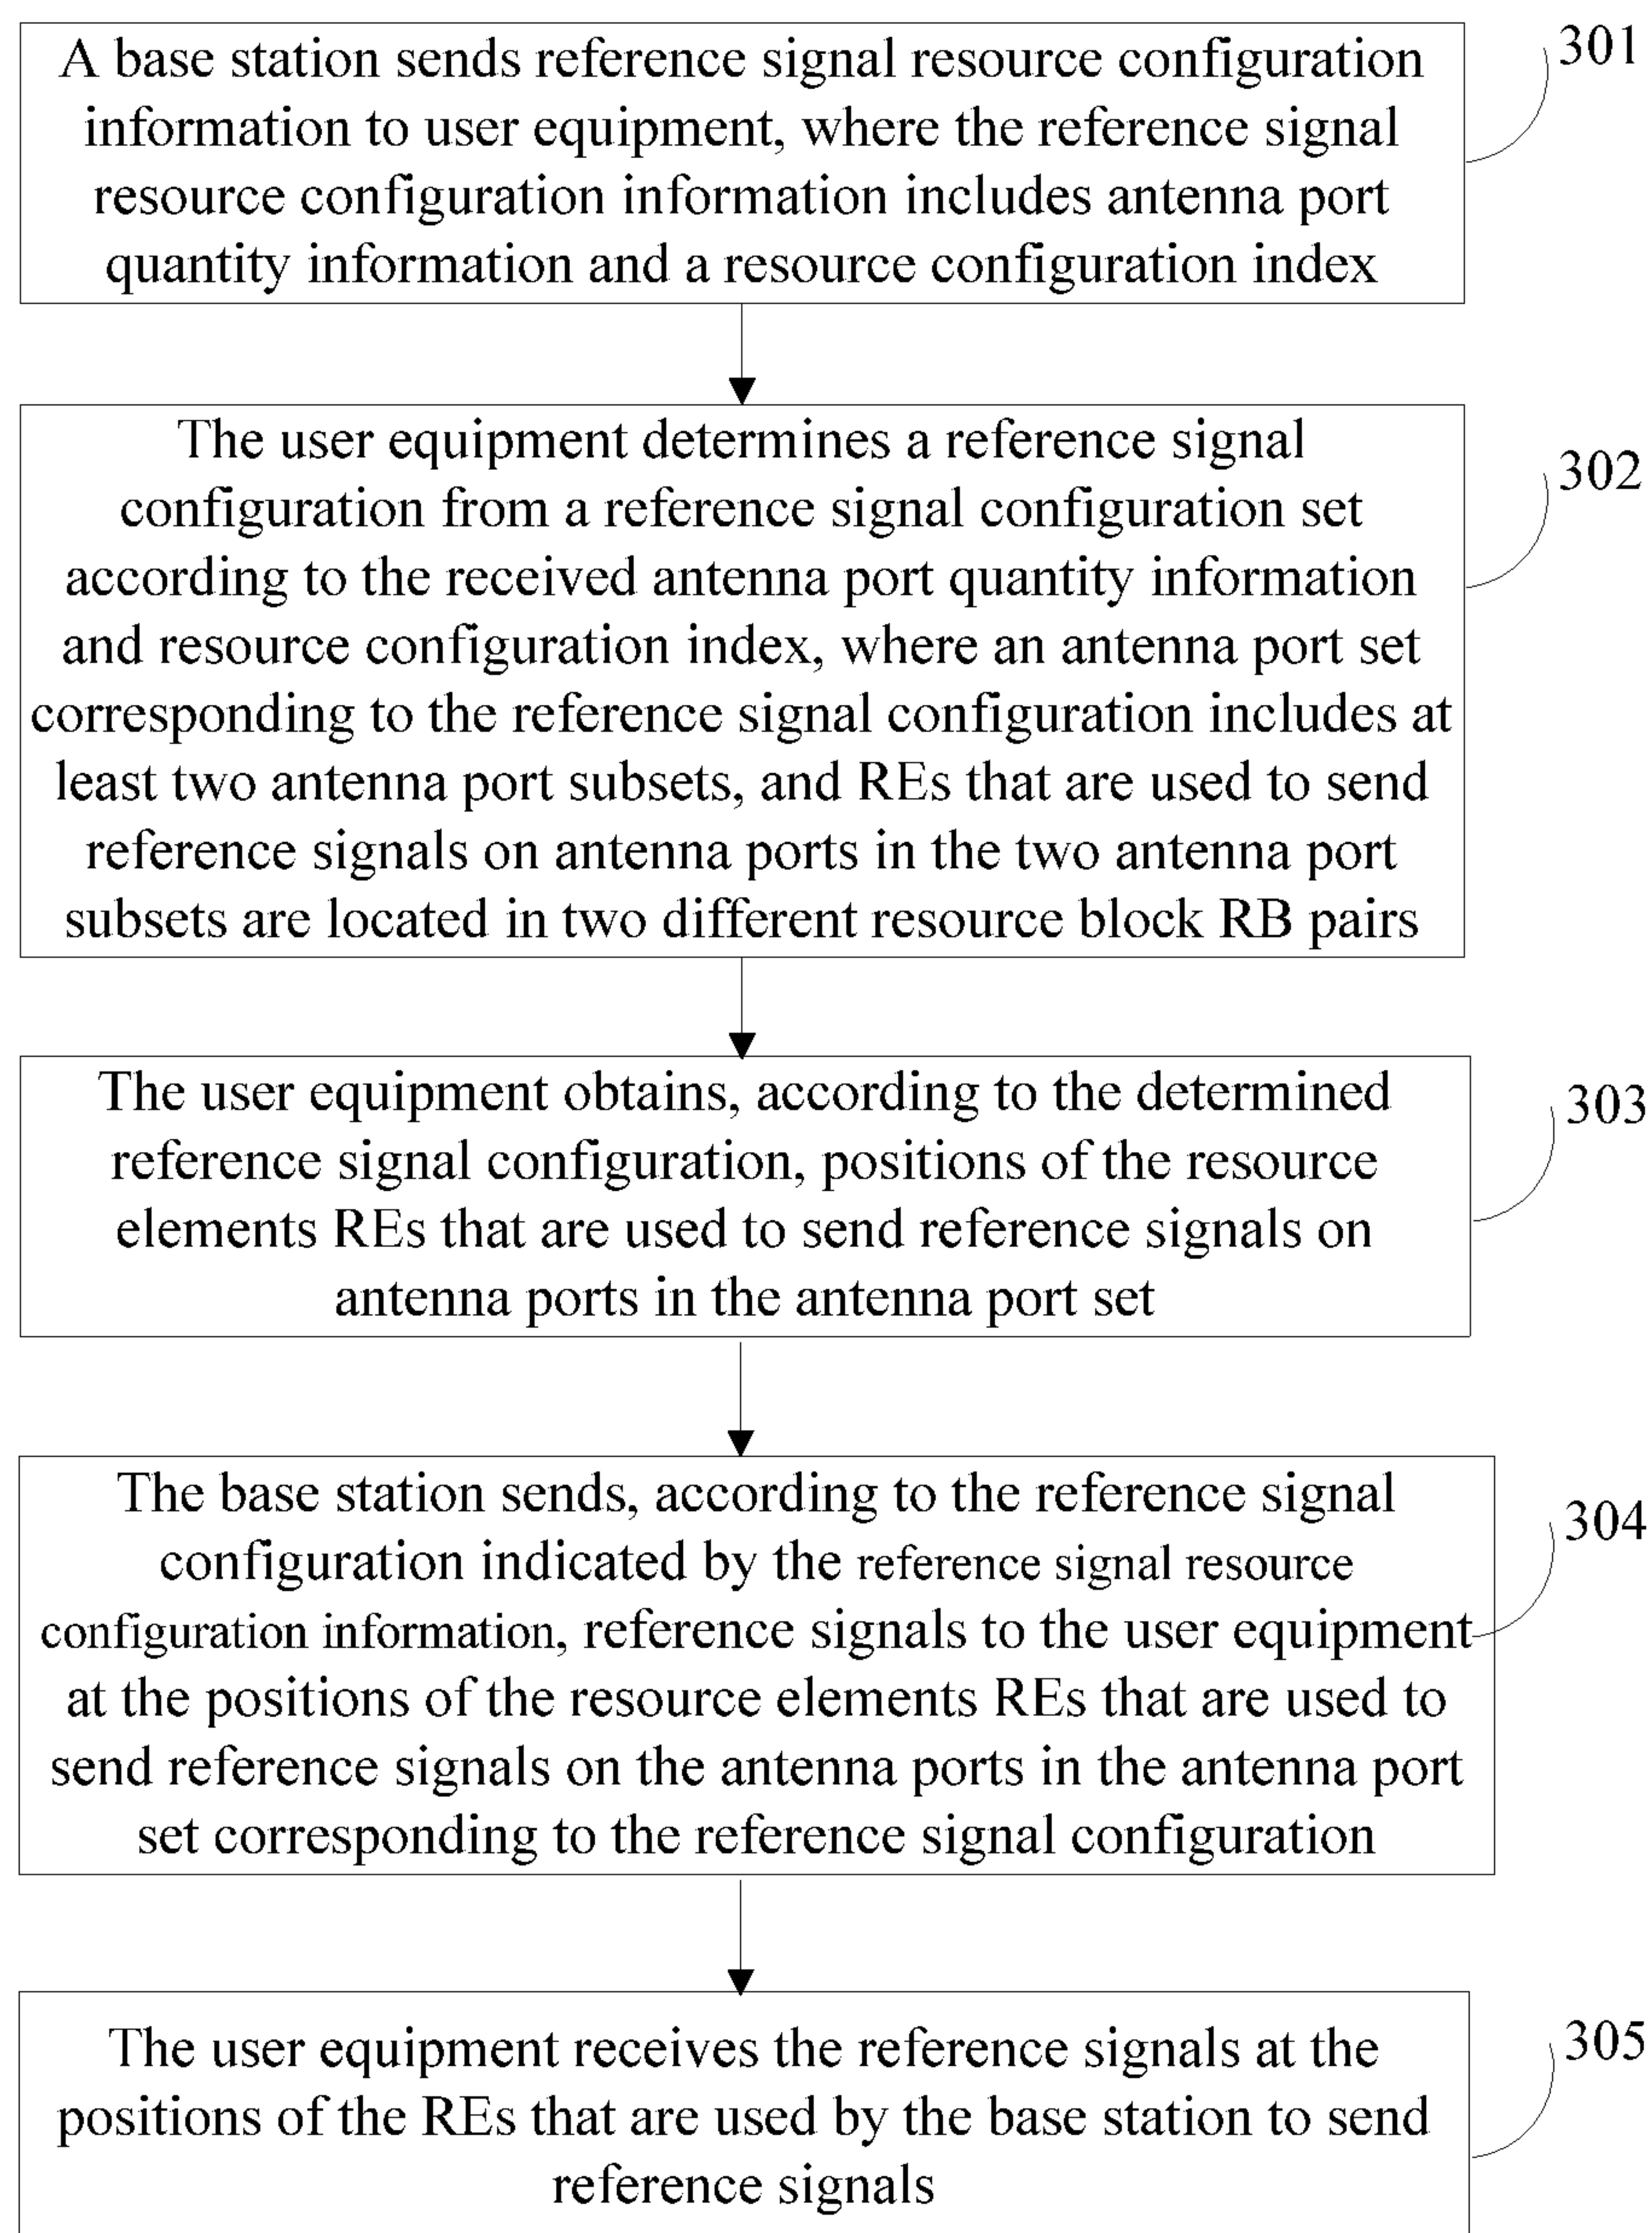 A base station sends reference signal resource configuration
information to user equipment, where the reference signal
resource configuration information includes antenna port
quantity information and a resource configuration index
301
The user equipment determines a reference signal
configuration from a reference signal configuration set
according to the received antenna port quantity information
and resource configuration index, where an antenna port set
corresponding to the reference signal configuration includes at
least two antenna port subsets, and REs that are used to send
reference signals on antenna ports in the two antenna port
subsets are located in two different resource block RB pairs
302
The user equipment obtains, according to the determined
reference signal configuration, positions of the resource
elements REs that are used to send reference signals on
antenna ports in the antenna port set
303
The base station sends, according to the reference signal
configuration indicated by the reference signal resource
configuration information, reference signals to the user equipment
at the positions of the resource elements REs that are used to
send reference signals on the antenna ports in the antenna port
set corresponding to the reference signal configuration
304
The user equipment receives the reference signals at the
positions of the REs that are used by the base station to send
reference signals
305